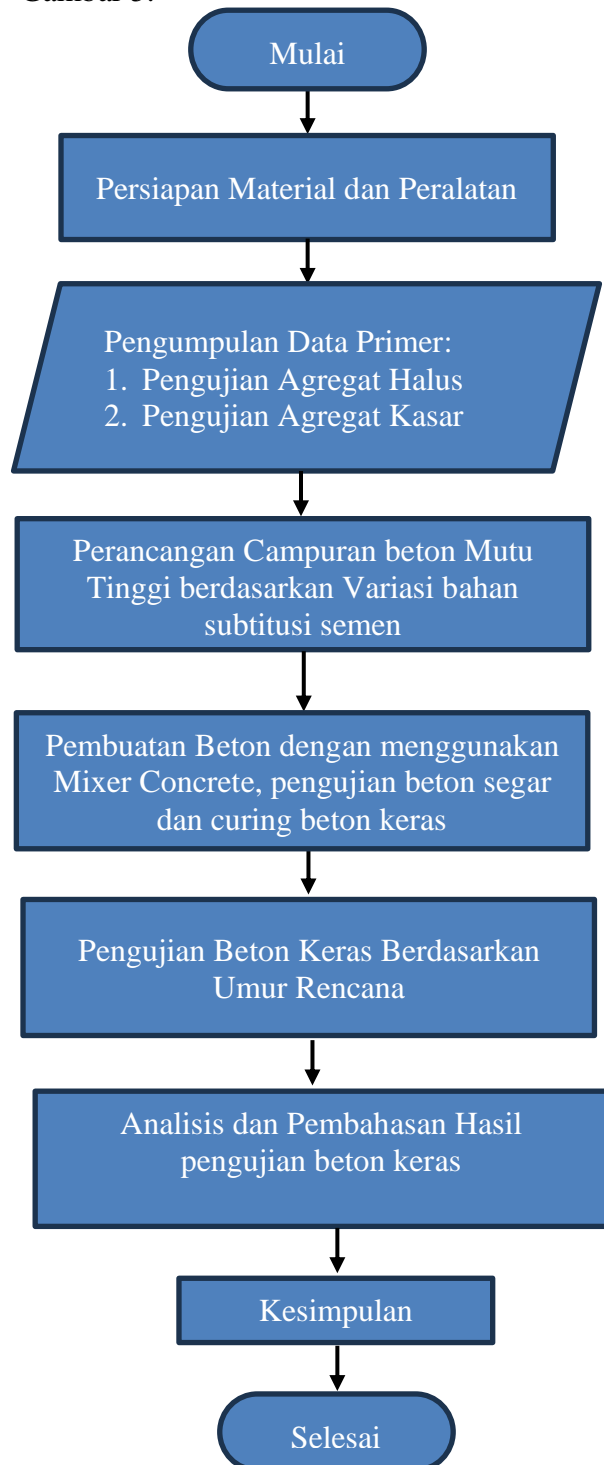 Mulai
Persiapan Material dan Peralatan
Pengumpulan Data Primer:
1. Pengujian Agregat Halus
2. Pengujian Agregat Kasar
Perancangan Campuran beton Mutu
Tinggi berdasarkan Variasi bahan
subtitusi semen
Pembuatan Beton dengan menggunakan
Mixer Concrete, pengujian beton segar
dan curing beton keras
Pengujian Beton Keras Berdasarkan
Umur Rencana
Analisis dan Pembahasan Hasil
pengujian beton keras
Kesimpulan
Selesai